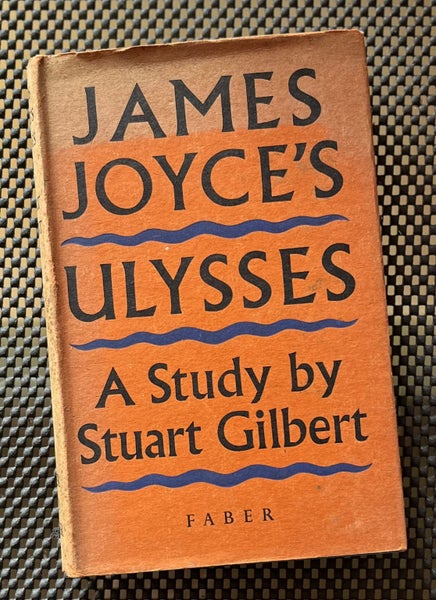 JAMES
JOYCE'S
ULYSSES
A Study by
Stuart Gilbert
FABER